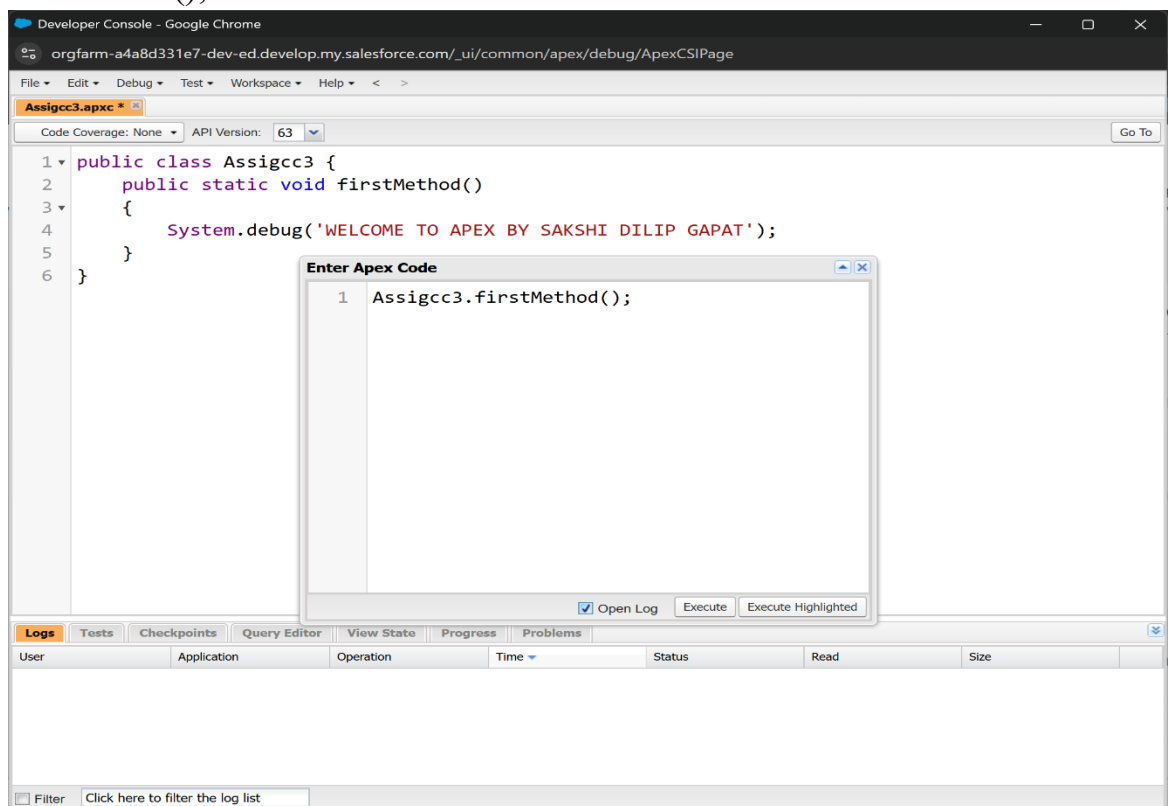 ();
Developer Console - Google Chrome
orgfarm-a4a8d331e7-dev-ed.develop.my.salesforce.com/_ui/common/apex/debug/ApexCSIPage
File Edit Debug Test Workspace Help < >
Assigcc3.apxc *
Code Coverage: None API Version: 63 Go To
1 public class Assigcc3 {
2 public static void firstMethod()
3 {
4 System.debug('WELCOME TO APEX BY SAKSHI DILIP GAPAT');
5 }
6 }
Enter Apex Code
1 Assigcc3.firstMethod();
Open Log Execute Execute Highlighted
Logs Tests Checkpoints Query Editor View State Progress Problems
User Application Operation Time Status Read Size
Filter Click here to filter the log list